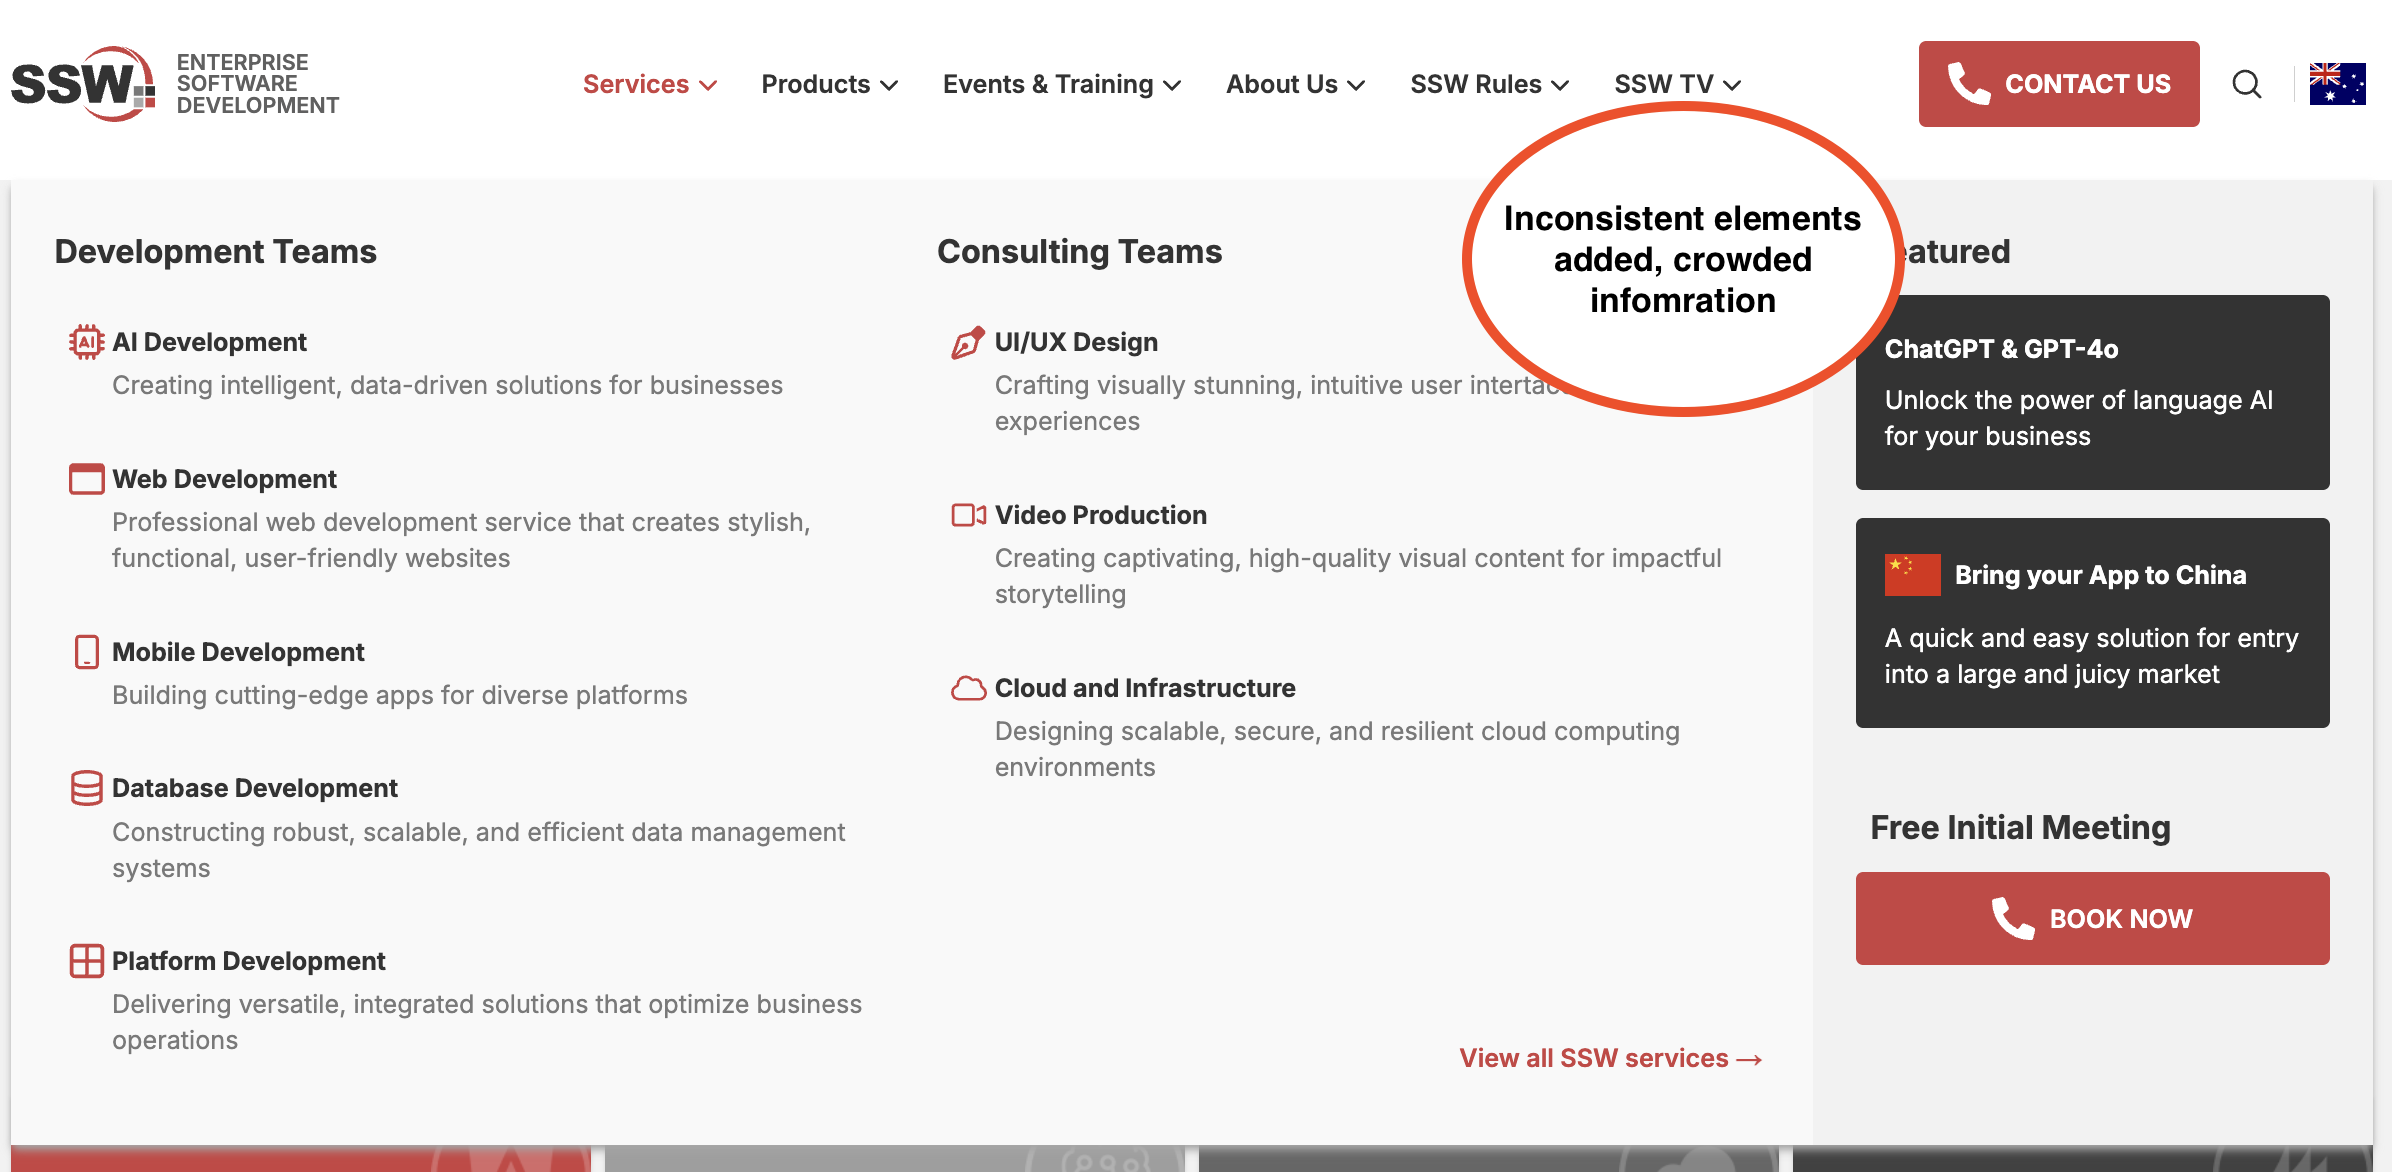 SSW
ENTERPRISE
SOFTWARE
DEVELOPMENT
Services
Products
Events & Training
About Us
SSW Rules
SSW TV
CONTACT US
Inconsistent elements
added, crowded
infomration
Development Teams
AI
AI Development
Creating intelligent, data-driven solutions for businesses
Web Development
Professional web development service that creates stylish,
functional, user-friendly websites
Mobile Development
Building cutting-edge apps for diverse platforms
Database Development
Constructing robust, scalable, and efficient data management
systems
Platform Development
Delivering versatile, integrated solutions that optimize business
operations
Consulting Teams
UI/UX Design
Crafting visually stunning, intuitive user
experiences
Video Production
Creating captivating, high-quality visual content for impactful
storytelling
Cloud and Infrastructure
Designing scalable, secure, and resilient cloud computing
environments
View all SSW services →
atured
ChatGPT & GPT-4o
Unlock the power of language AI
for your business
Bring your App to China
A quick and easy solution for entry
into a large and juicy market
Free Initial Meeting
BOOK NOW